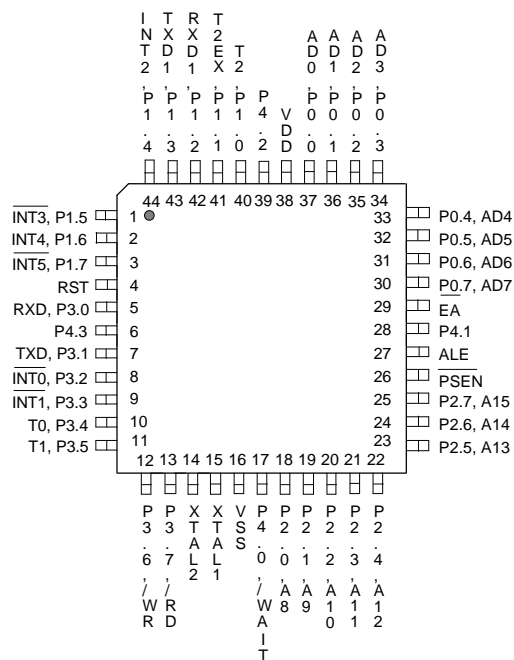 INT2, P1.4
TXD1, P1.3
RXD1, P1.2
T2EX, P1.1
T2, P1.0
P4.2
VDD
AD0, P0.0
AD1, P0.1
AD2, P0.2
AD3, P0.3
44 43 42 41 40 39 38 37 36 35 34
INT3, P1.5 1
INT4, P1.6 2
INT5, P1.7 3
RST 4
RXD, P3.0 5
P4.3 6
TXD, P3.1 7
INT0, P3.2 8
INT1, P3.3 9
T0, P3.4 10
T1, P3.5 11
33 P0.4, AD4
32 P0.5, AD5
31 P0.6, AD6
30 P0.7, AD7
29 EA
28 P4.1
27 ALE
26 PSEN
25 P2.7, A15
24 P2.6, A14
23 P2.5, A13
12 13 14 15 16 17 18 19 20 21 22
P3.6, /WR
P3.7, /RD
XTAL2
XTAL1
VSS
P4.0, /WAIT
P2.0, A8
P2.1, A9
P2.2, A10
P2.3, A11
P2.4, A12